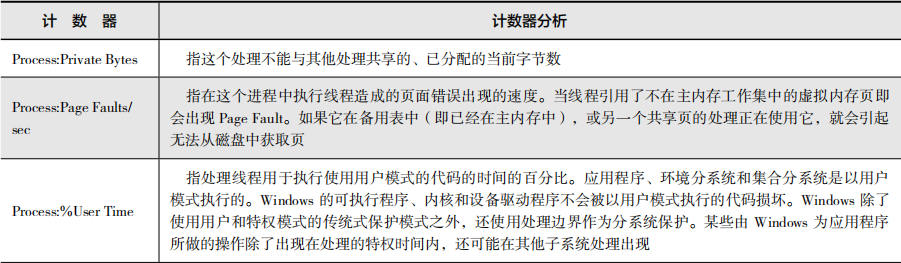 计 数 器 计数器分析
Process:Private Bytes 指这个处理不能与其他处理共享的、已分配的当前字节数
指在这个进程中执行线程造成的页面错误出现的速度。当线程引用了不在主内存工作集中的虚拟内存页即
Process:Page Faults/
会出现 Page Fault。如果它在备用表中（即已经在主内存中），或另一个共享页的处理正在使用它，就会引起
sec
无法从磁盘中获取页
指处理线程用于执行使用用户模式的代码的时间的百分比。应用程序、环境分系统和集合分系统是以用户
模式执行的。Windows 的可执行程序、内核和设备驱动程序不会被以用户模式执行的代码损坏。Windows 除了
Process:%User Time
使用用户和特权模式的传统式保护模式之外，还使用处理边界作为分系统保护。某些由 Windows 为应用程序
所做的操作除了出现在处理的特权时间内，还可能在其他子系统处理出现